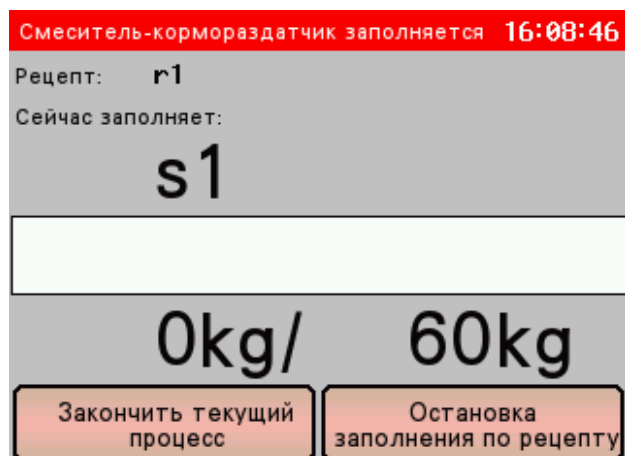 Смеситель-кормораздатчик заполняется 16:08:46
Рецепт: r1
Сейчас заполняет:
s1
0kg/ 60kg
Закончить текущий процесс
Остановка заполнения по рецепту